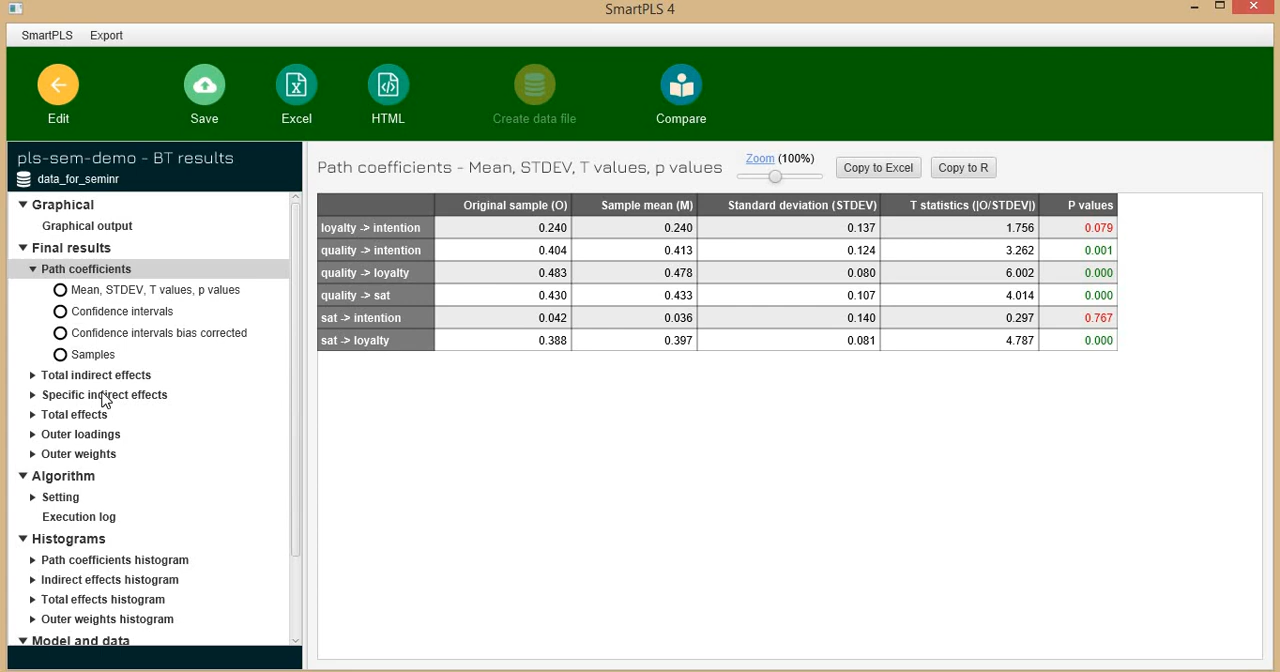 SmartPLS 4
SmartPLS Export
Edit Save Excel HTML Create data file Compare
pls-sem-demo - BT results
data_for_seminr
Graphical
Graphical output
Final results
Path coefficients
Mean, STDEV, T values, p values
Confidence intervals
Confidence intervals bias corrected
Samples
Total indirect effects
Specific indirect effects
Total effects
Outer loadings
Outer weights
Algorithm
Setting
Execution log
Histograms
Path coefficients histogram
Indirect effects histogram
Total effects histogram
Outer weights histogram
Model and data
Path coefficients - Mean, STDEV, T values, p values Zoom (100%) Copy to Excel Copy to R
Original sample (O) Sample mean (M) Standard deviation (STDEV) T statistics (|O/STDEV|) P values
loyalty -> intention 0.240 0.240 0.137 1.756 0.079
quality -> intention 0.404 0.413 0.124 3.262 0.001
quality -> loyalty 0.483 0.478 0.080 6.002 0.000
quality -> sat 0.430 0.433 0.107 4.014 0.000
sat -> intention 0.042 0.036 0.140 0.297 0.767
sat -> loyalty 0.388 0.397 0.081 4.787 0.000